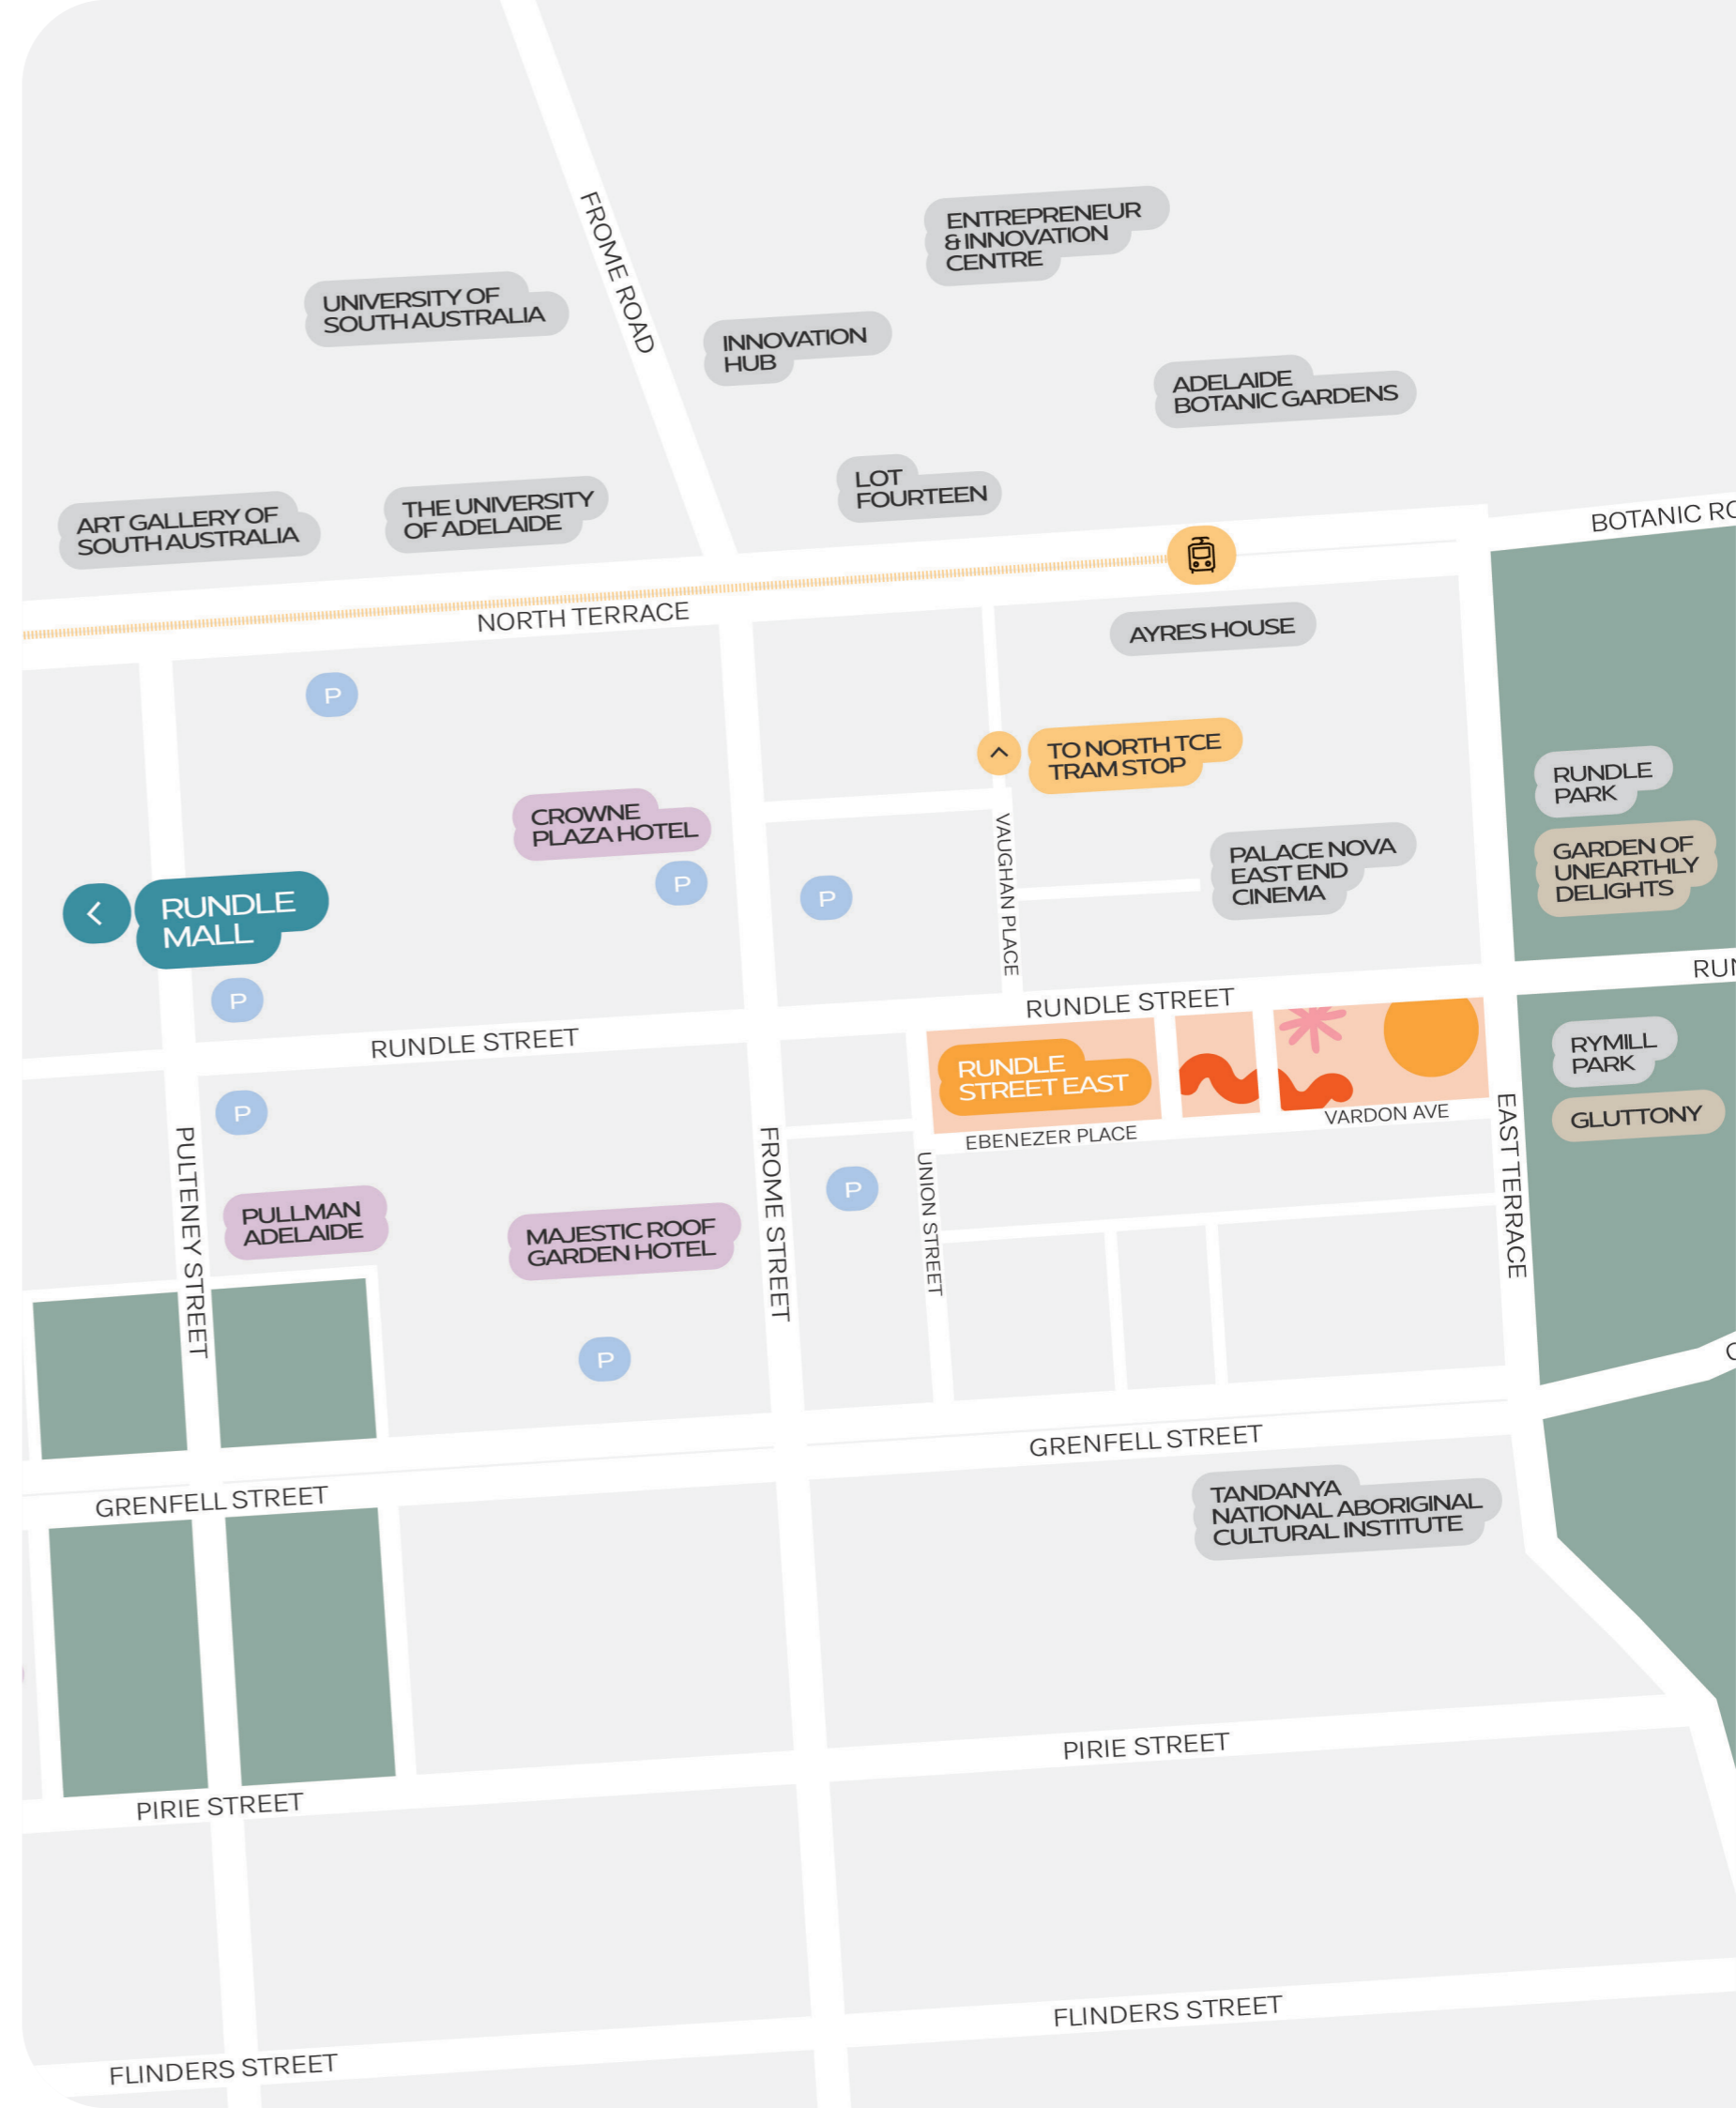 FROME ROAD
ENTREPRENEUR
& INNOVATION
CENTRE
UNIVERSITY OF
SOUTH AUSTRALIA
INNOVATION
HUB
ADELAIDE
BOTANIC GARDENS
LOT
FOURTEEN
ART GALLERY OF
SOUTH AUSTRALIA
THE UNIVERSITY
OF ADELAIDE
BOTANIC RO
NORTH TERRACE
AYRES HOUSE
P
TO NORTH TCE
TRAM STOP
RUNDLE
PARK
CROWNE
PLAZA HOTEL
VAUGHAN PLACE
PALACE NOVA
EAST END
CINEMA
GARDEN OF
UNEARTHLY
DELIGHTS
P
P
RUNDLE
MALL
P
RUN
RUNDLE STREET
RUNDLE STREET
RUNDLE
STREET EAST
RYMILL
PARK
GLUTTONY
P
EBENEZER PLACE
VARDON AVE
PULTENEY STREET
FROME STREET
UNION STREET
EAST TERRACE
P
PULLMAN
ADELAIDE
MAJESTIC ROOF
GARDEN HOTEL
P
GRENFELL STREET
GRENFELL STREET
TANDANYA
NATIONAL ABORIGINAL
CULTURAL INSTITUTE
PIRIE STREET
PIRIE STREET
FLINDERS STREET
FLINDERS STREET